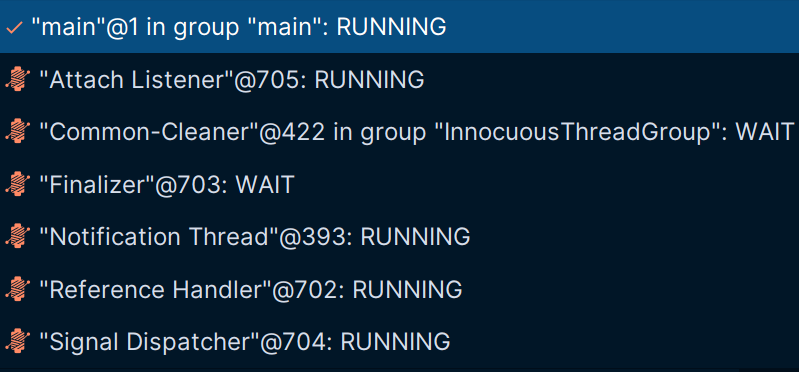 "main"@1 in group "main": RUNNING
"Attach Listener"@705: RUNNING
"Common-Cleaner"@422 in group "InnocuousThreadGroup": WAIT
"Finalizer"@703: WAIT
"Notification Thread"@393: RUNNING
"Reference Handler"@702: RUNNING
"Signal Dispatcher"@704: RUNNING